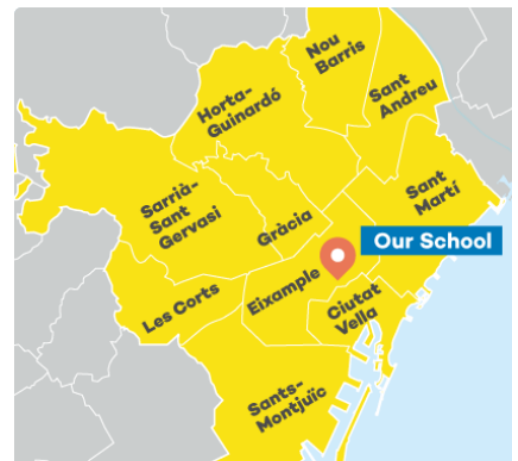 Nou
Barris
Horta-
Guinardó
Sant
Andreu
Sarrià-
Sant
Gervasi
Gràcia
Sant
Martí
Our School
Les Corts
Eixample
Ciutat
Vella
Sants-
Montjuïc